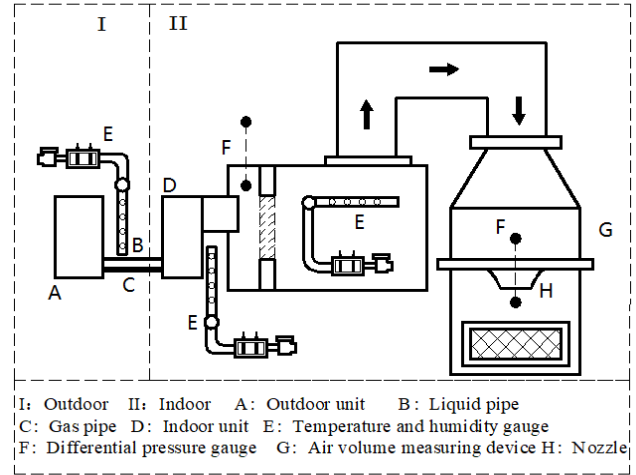 I II
E
F
D
E
B
A
C
E
F
G
H
I: Outdoor II: Indoor A: Outdoor unit B: Liquid pipe
C: Gas pipe D: Indoor unit E: Temperature and humidity gauge
F: Differential pressure gauge G: Air volume measuring device H: Nozzle